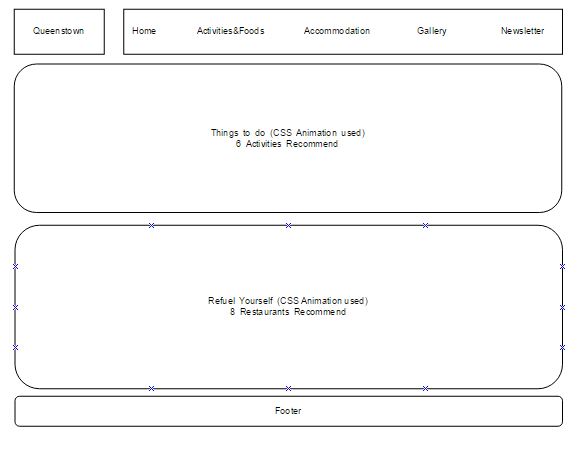 Queenstown
Home Activities&Foods Accommodation Gallery Newsletter
Things to do (CSS Animation used)
6 Activities Recommend
Refuel Yourself (CSS Animation used)
8 Restaurants Recommend
Footer